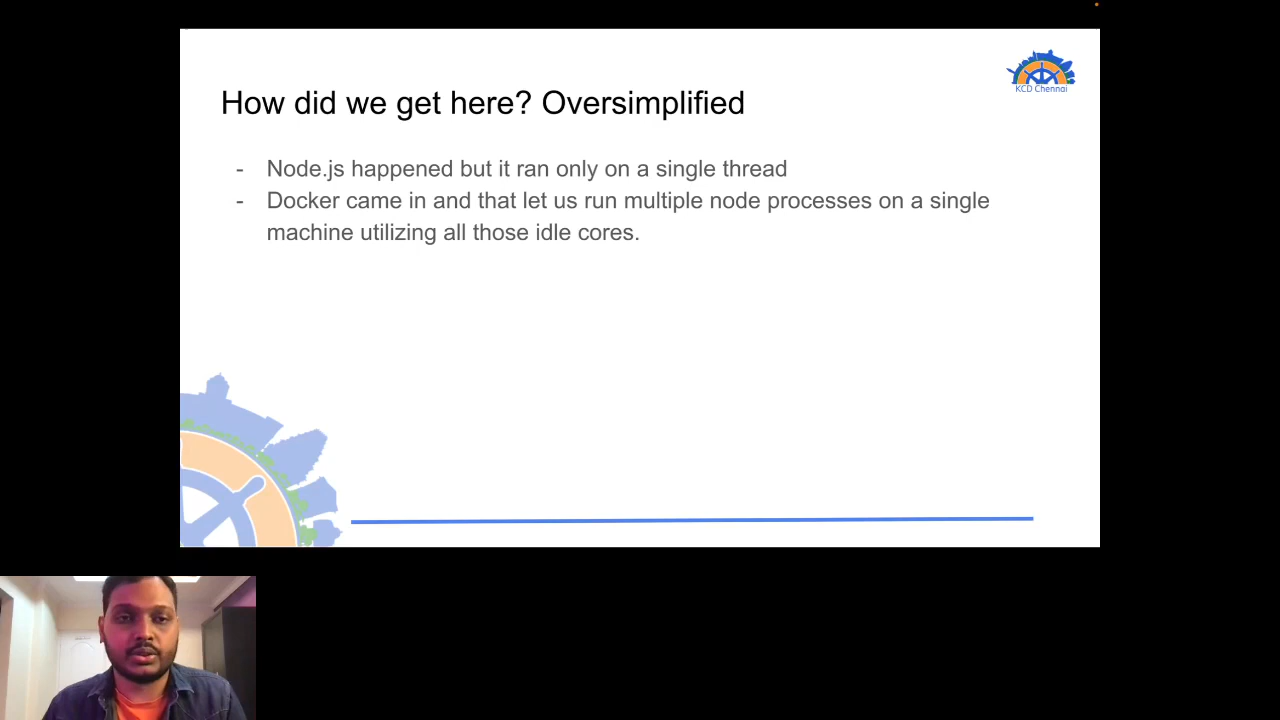 KCD Chennai
How did we get here? Oversimplified
- Node.js happened but it ran only on a single thread
- Docker came in and that let us run multiple node processes on a single
machine utilizing all those idle cores.